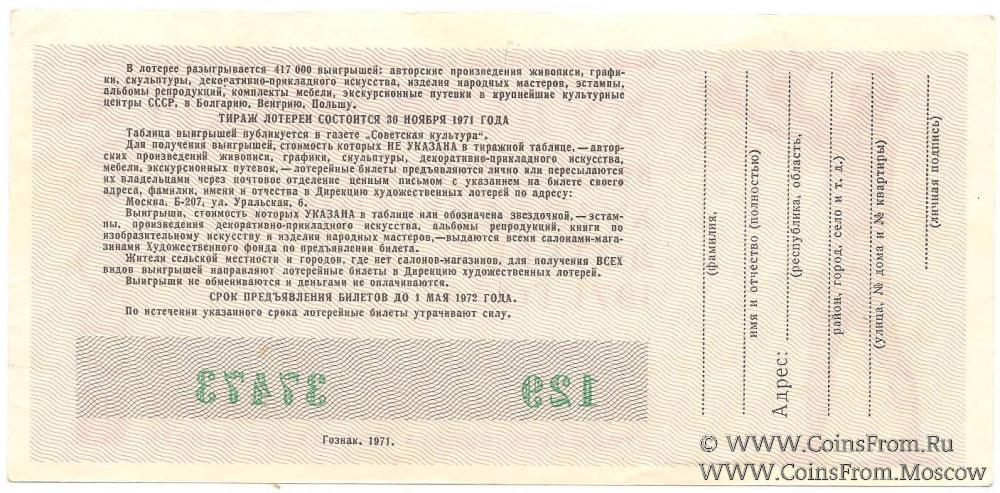 В лотерее разыгрывается 417 000 выигрышей: авторские произведения живописи, графи-
ки, скульптуры, декоративно-прикладного искусства, изделия народных мастеров, эстампы,
альбомы репродукций, комплекты мебели, экскурсионные путевки в крупнейшие культурные
центры СССР, в Болгарию, Венгрию, Польшу.
ТИРАЖ ЛОТЕРЕИ СОСТОИТСЯ 30 НОЯБРЯ 1971 ГОДА
Таблица выигрышей публикуется в газете „Советская культура“.
Для получения выигрышей, стоимость которых НЕ УКАЗАНА в тиражной таблице,—автор-
ских произведений живописи, графики, скульптуры, декоративно-прикладного искусства,
мебели, экскурсионных путевок,—лотерейные билеты предъявляются лично или пересылаются
их владельцами через почтовое отделение ценным письмом с указанием на билете своего
адреса, фамилии, имени и отчества в Дирекцию художественных лотерей по адресу:
Москва, Б-207, ул. Уральская, 6.
Выигрыши, стоимость которых УКАЗАНА в таблице или обозначена звездочкой,—эстам-
пы, произведения декоративно-прикладного искусства, альбомы репродукций, книги по
изобразительному искусству и изделия народных мастеров,—выдаются всеми салонами-мага-
зинами Художественного фонда по предъявлении билета.
Жители сельской местности и городов, где нет салонов-магазинов, для получения ВСЕХ
видов выигрышей направляют лотерейные билеты в Дирекцию художественных лотерей.
Выигрыши не обмениваются и деньгами не оплачиваются.
СРОК ПРЕДЪЯВЛЕНИЯ БИЛЕТОВ ДО 1 МАЯ 1972 ГОДА.
По истечении указанного срока лотерейные билеты утрачивают силу.
129 37473
Гознак. 1971.
(фамилия,
имя и отчество (полностью)
Адрес:
(республика, область,
район, город, село и т. д.)
(улица, № дома и № квартиры)
(личная подпись)
© WWW.CoinsFrom.Ru
WWW.CoinsFrom.Moscow